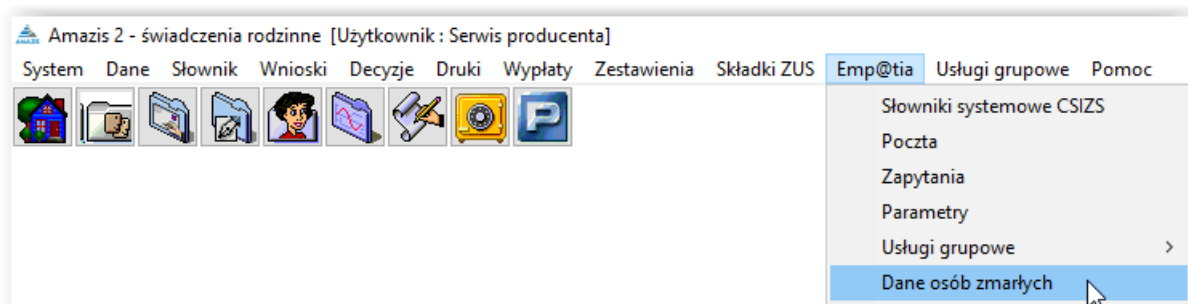 Amazis 2 - świadczenia rodzinne [Użytkownik : Serwis producenta]
System Dane Słownik Wnioski Decyzje Druki Wypłaty Zestawienia Składki ZUS Emp@tia Usługi grupowe Pomoc
Słowniki systemowe CSIZS
Poczta
Zapytania
Parametry
Usługi grupowe
Dane osób zmarłych